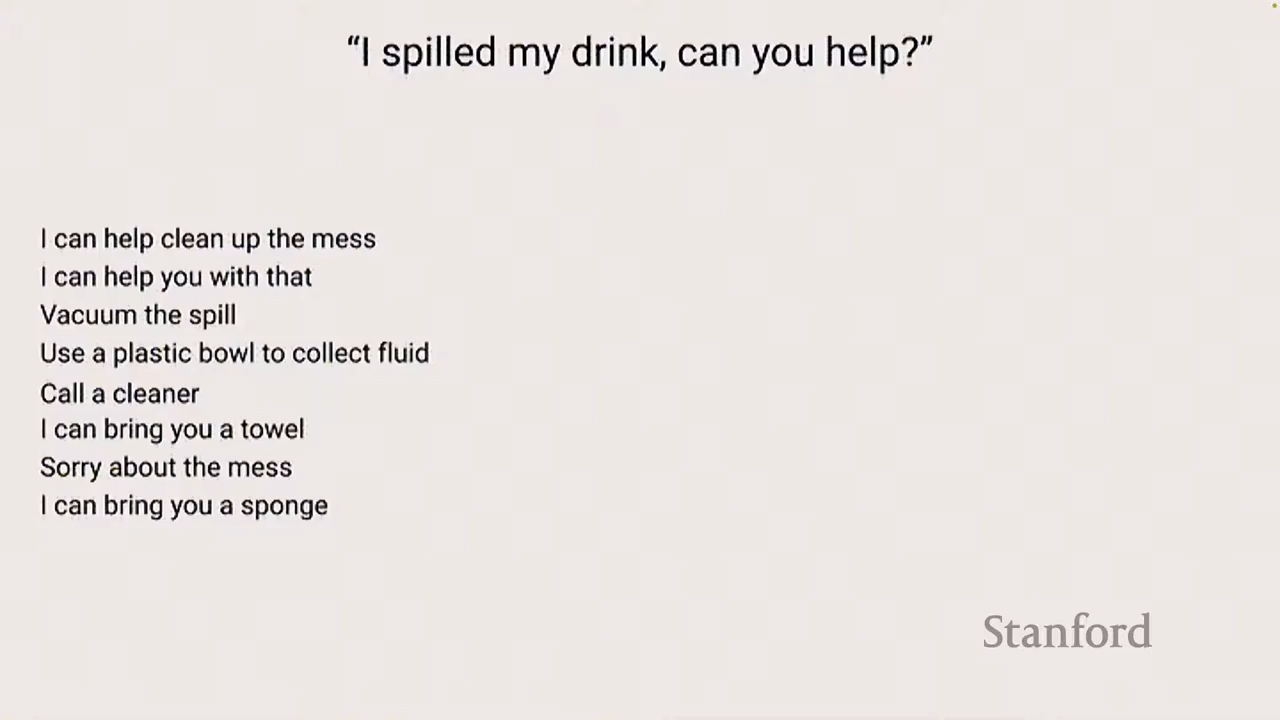 “I spilled my drink, can you help?”
I can help clean up the mess
I can help you with that
Vacuum the spill
Use a plastic bowl to collect fluid
Call a cleaner
I can bring you a towel
Sorry about the mess
I can bring you a sponge
Stanford